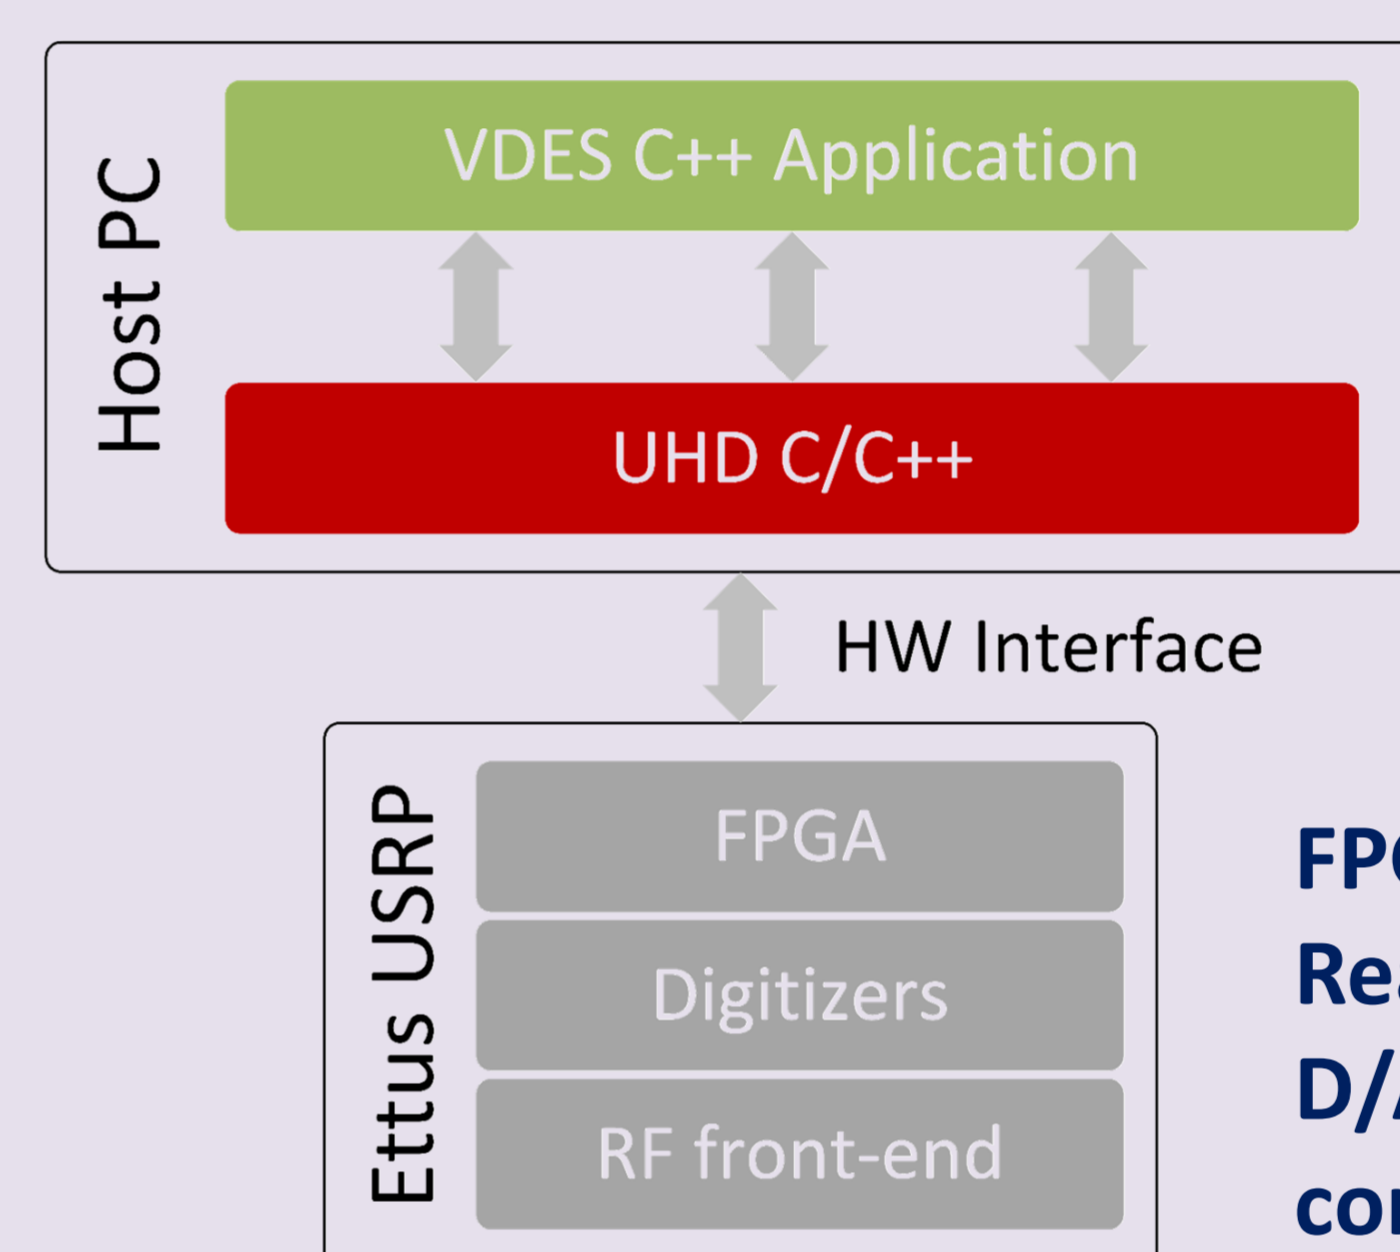 Host PC
VDES C++ Application
UHD C/C++
HW Interface
Ettus USRP
FPGA
Digitizers
RF front-end